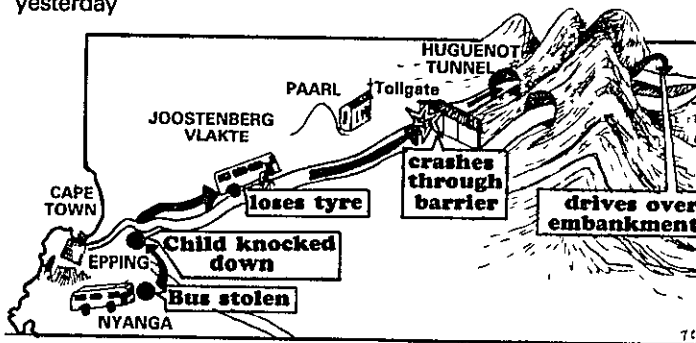 yesterday
HUGUENOT
TUNNEL
PAARL
Tollgate
JOOSTENBERG
VLAKTE
crashes
through
barrier
drives over
embankment
loses tyre
CAPE
TOWN
Child knocked
down
EPPING
Bus stolen
NYANGA